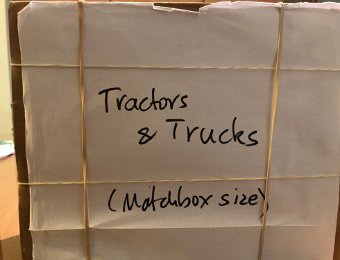 Tractors
& Trucks
(Matchbox size)